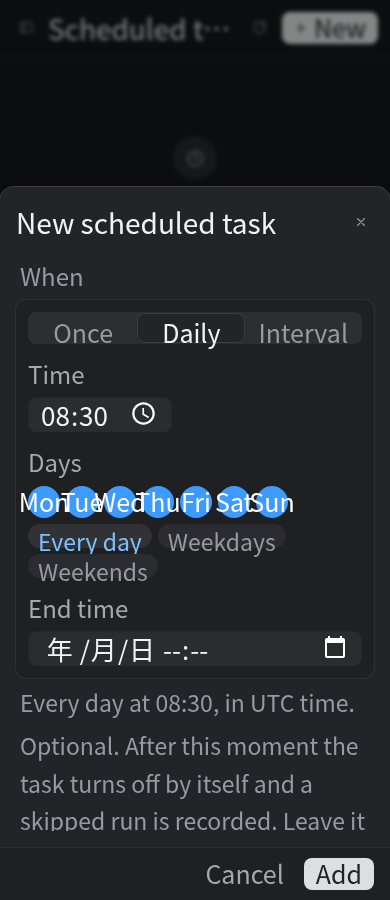 Scheduled t…
+ New
New scheduled task
×
When
Once Daily Interval
Time
08:30
Days
Mon Tue Wed Thu Fri Sat Sun
Every day Weekdays
Weekends
End time
年 /月/日 --:--
Every day at 08:30, in UTC time.
Optional. After this moment the
task turns off by itself and a
skipped run is recorded. Leave it
Cancel Add